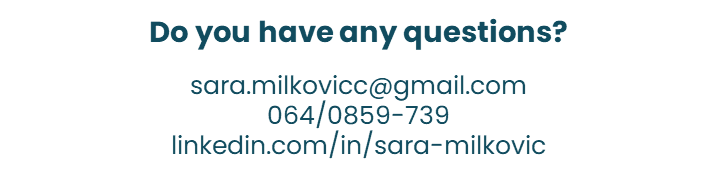 Do you have any questions?
sara.milkovicc@gmail.com
064/0859-739
linkedin.com/in/sara-milkovic